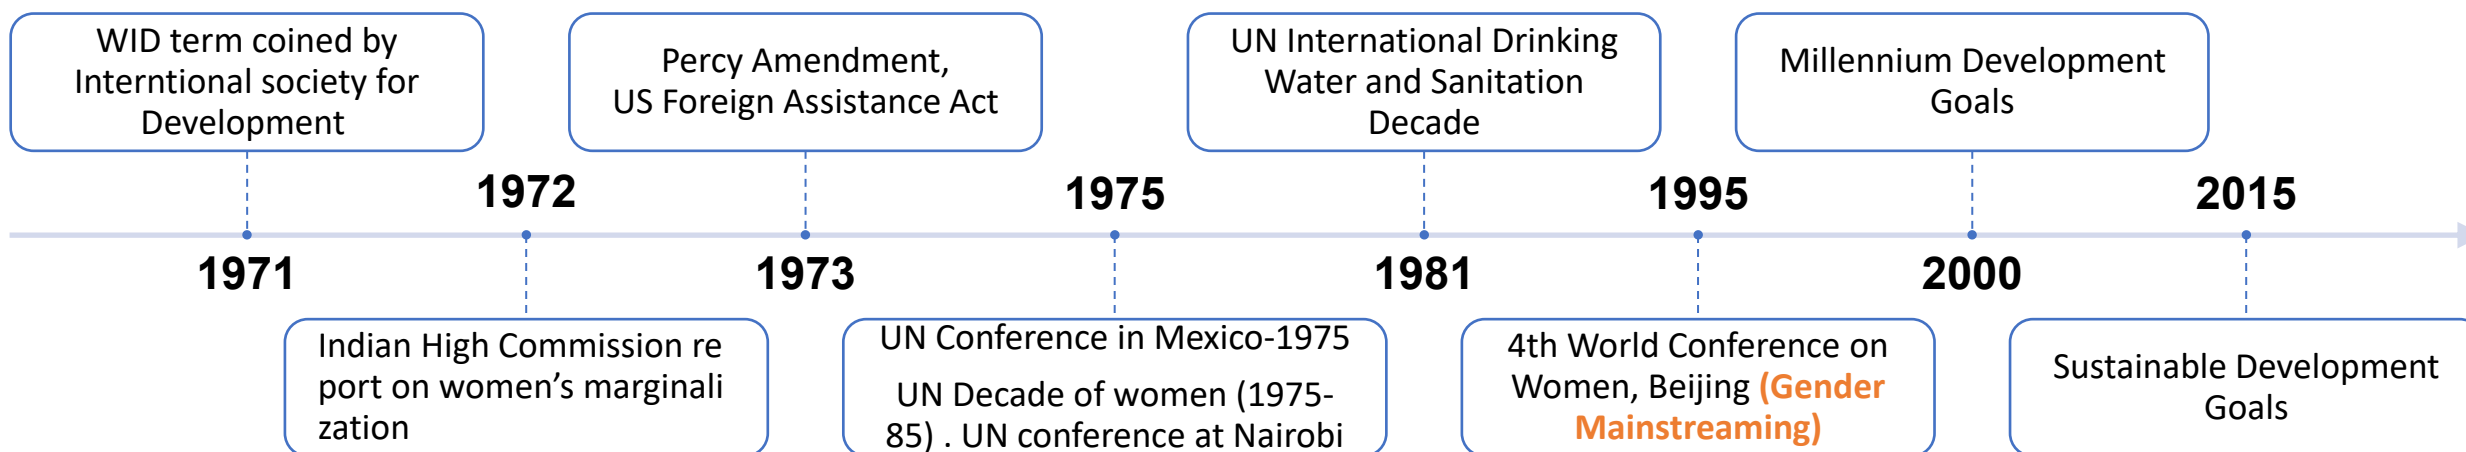 WID term coined by
Interntional society for
Development
Percy Amendment,
US Foreign Assistance Act
UN International Drinking
Water and Sanitation
Decade
Millennium Development
Goals
1972
1975
1995
2015
1971
1973
1981
2000
Indian High Commission re
port on women’s marginali
zation
UN Conference in Mexico-1975
UN Decade of women (1975-
85) . UN conference at Nairobi
4th World Conference on
Women, Beijing (Gender
Mainstreaming)
Sustainable Development
Goals